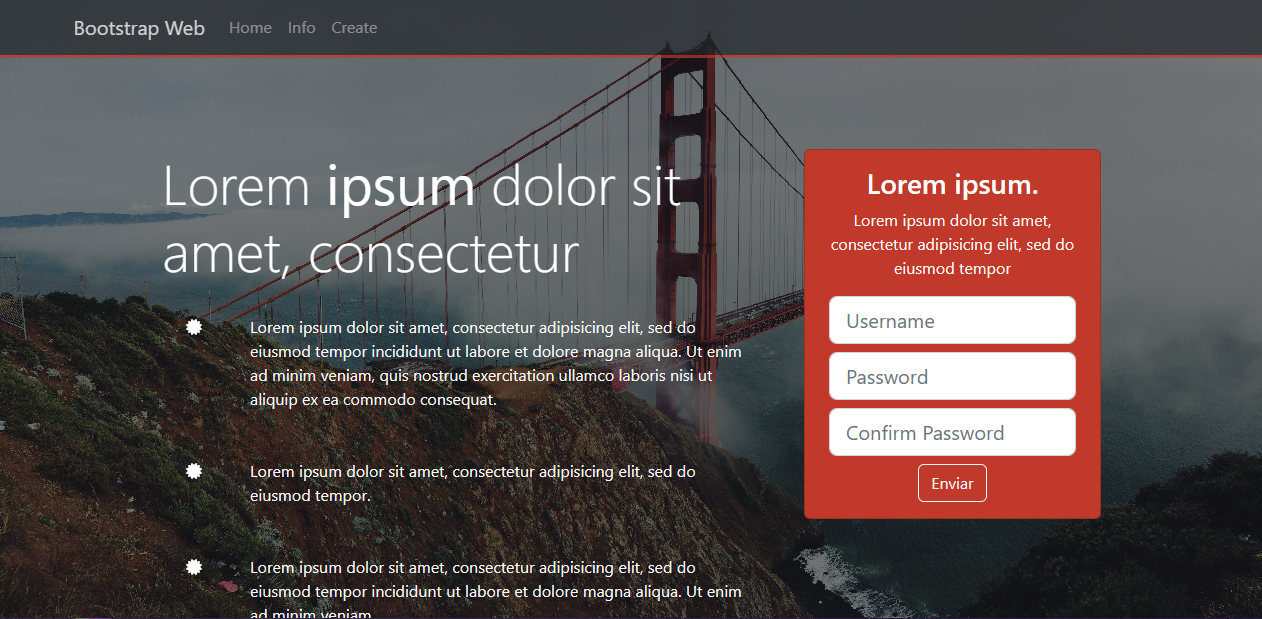 Bootstrap Web Home Info Create
Lorem ipsum dolor sit
amet, consectetur
Lorem ipsum dolor sit amet, consectetur adipisicing elit, sed do
eiusmod tempor incididunt ut labore et dolore magna aliqua. Ut enim
ad minim veniam, quis nostrud exercitation ullamco laboris nisi ut
aliquip ex ea commodo consequat.
Lorem ipsum dolor sit amet, consectetur adipisicing elit, sed do
eiusmod tempor.
Lorem ipsum dolor sit amet, consectetur adipisicing elit, sed do
eiusmod tempor incididunt ut labore et dolore magna aliqua. Ut enim
ad minim veniam
Lorem ipsum.
Lorem ipsum dolor sit amet,
consectetur adipisicing elit, sed do
eiusmod tempor
Username
Password
Confirm Password
Enviar